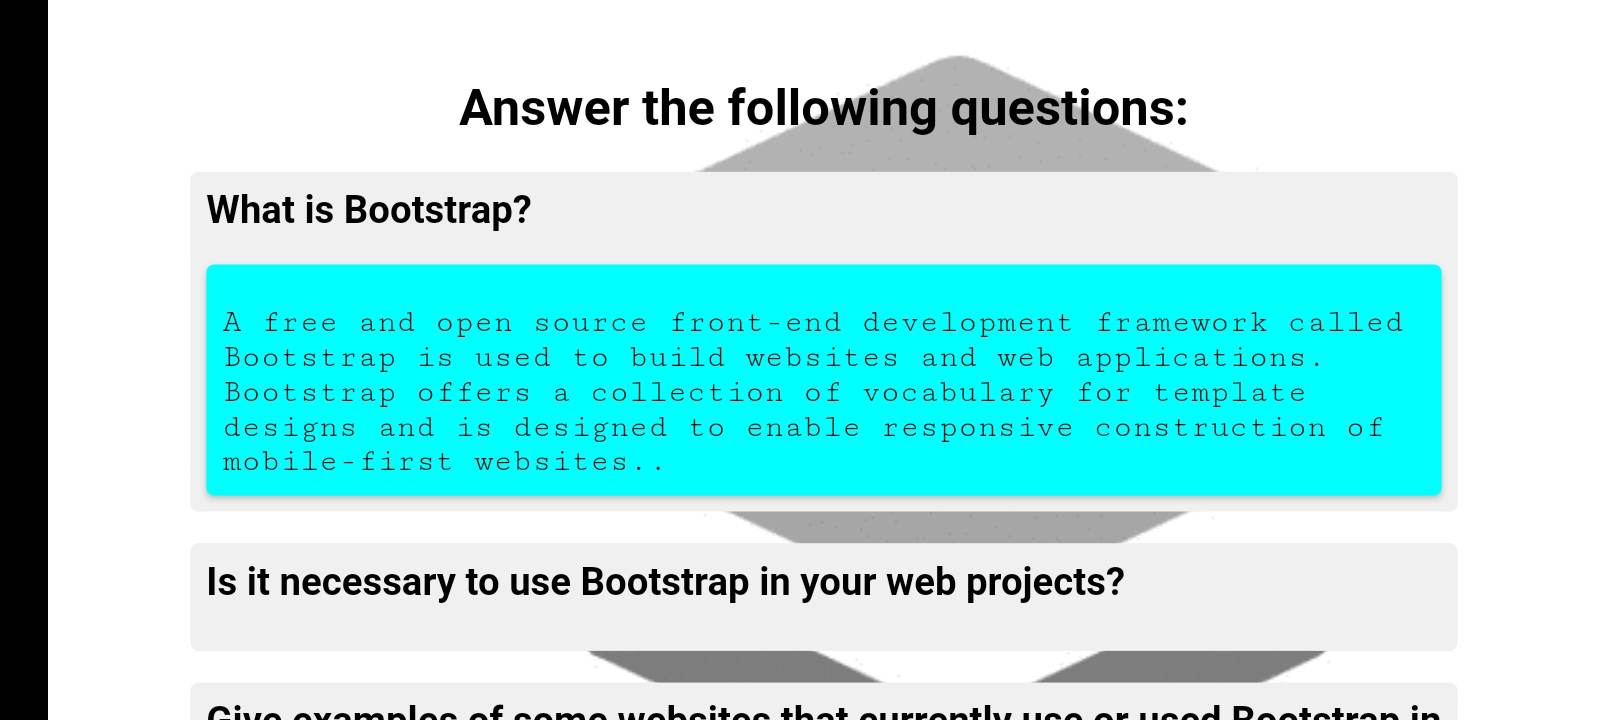 Answer the following questions:
What is Bootstrap?
A free and open source front-end development framework called
Bootstrap is used to build websites and web applications.
Bootstrap offers a collection of vocabulary for template
designs and is designed to enable responsive construction of
mobile-first websites..
Is it necessary to use Bootstrap in your web projects?
Give examples of some websites that currently use or used Bootstrap in